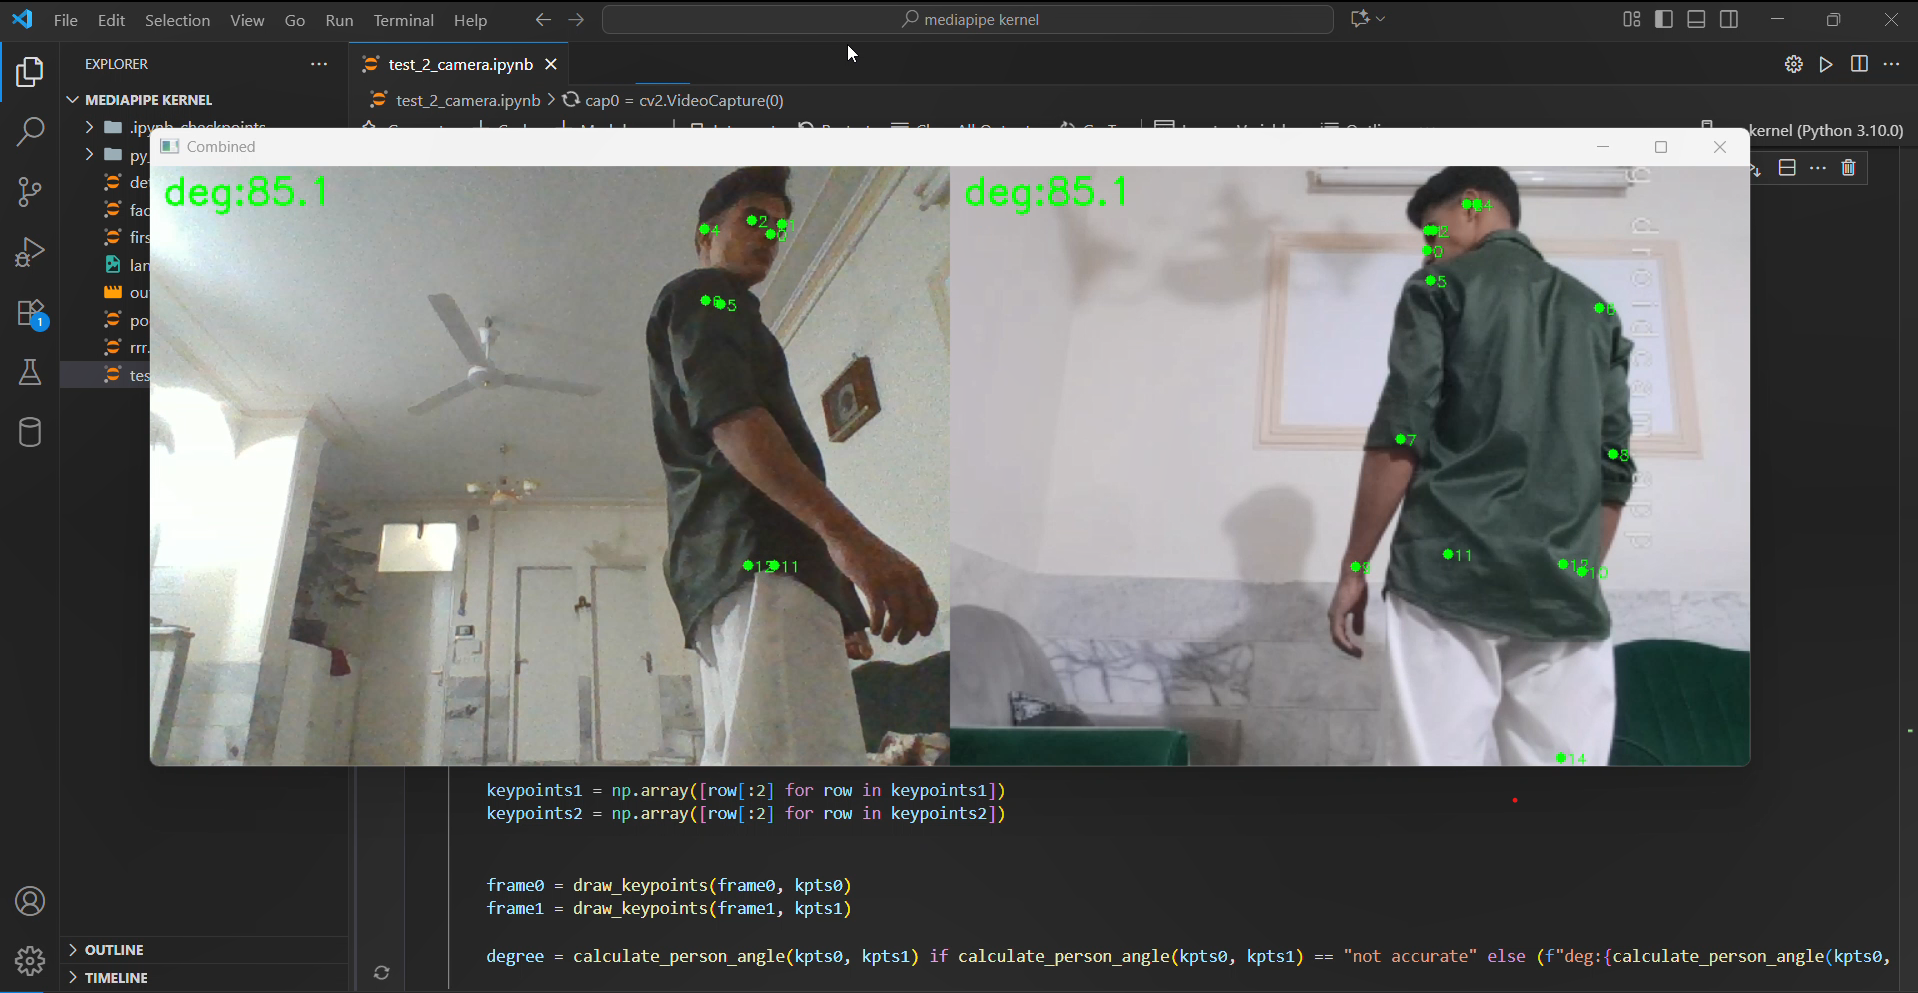 File Edit Selection View Go Run Terminal Help
mediapipe kernel
EXPLORER
test_2_camera.ipynb
MEDIAPIPE KERNEL
test_2_camera.ipynb > cap0 = cv2.VideoCapture(0)
.ipynb_checkpoints
kernel (Python 3.10.0)
Combined
py_
de
fac
firs
lan
ou
po
rrr.
tes
1
deg:85.1
deg:85.1
4
2
1
0
6
5
12
11
4
2
0
5
6
7
8
9
11
12
10
14
keypoints1 = np.array([row[:2] for row in keypoints1])
keypoints2 = np.array([row[:2] for row in keypoints2])
frame0 = draw_keypoints(frame0, kpts0)
frame1 = draw_keypoints(frame1, kpts1)
degree = calculate_person_angle(kpts0, kpts1) if calculate_person_angle(kpts0, kpts1) == "not accurate" else (f"deg:{calculate_person_angle(kpts0,
OUTLINE
TIMELINE